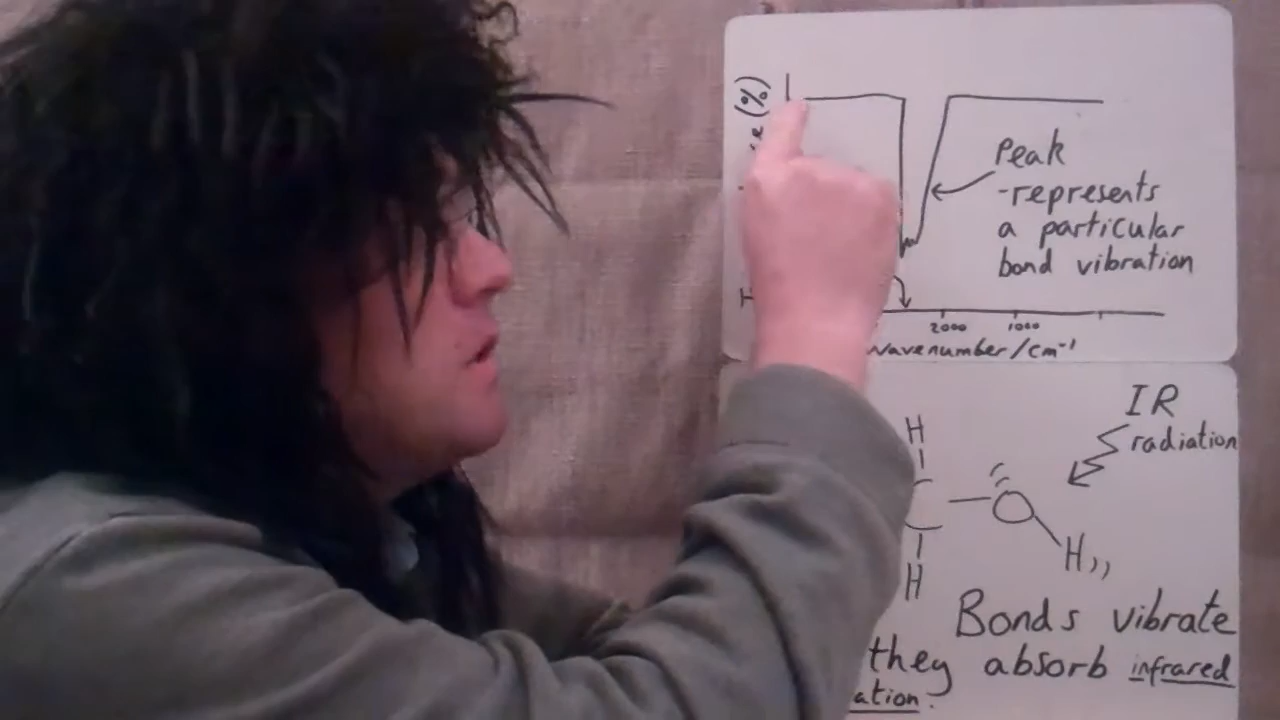 (%)
Peak
-represents
a particular
bond vibration
2000 1000
wavenumber/cm⁻¹
IR
radiation
H
C O
H
H
Bonds vibrate
they absorb infrared
ation.